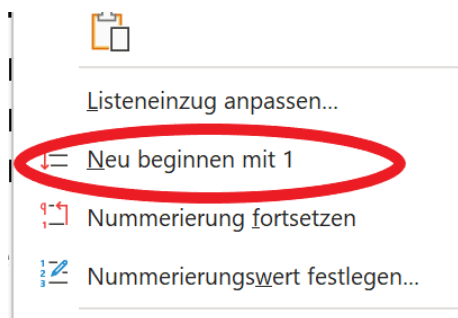 Listeneinzug anpassen...
Neu beginnen mit 1
Nummerierung fortsetzen
Nummerierungswert festlegen...